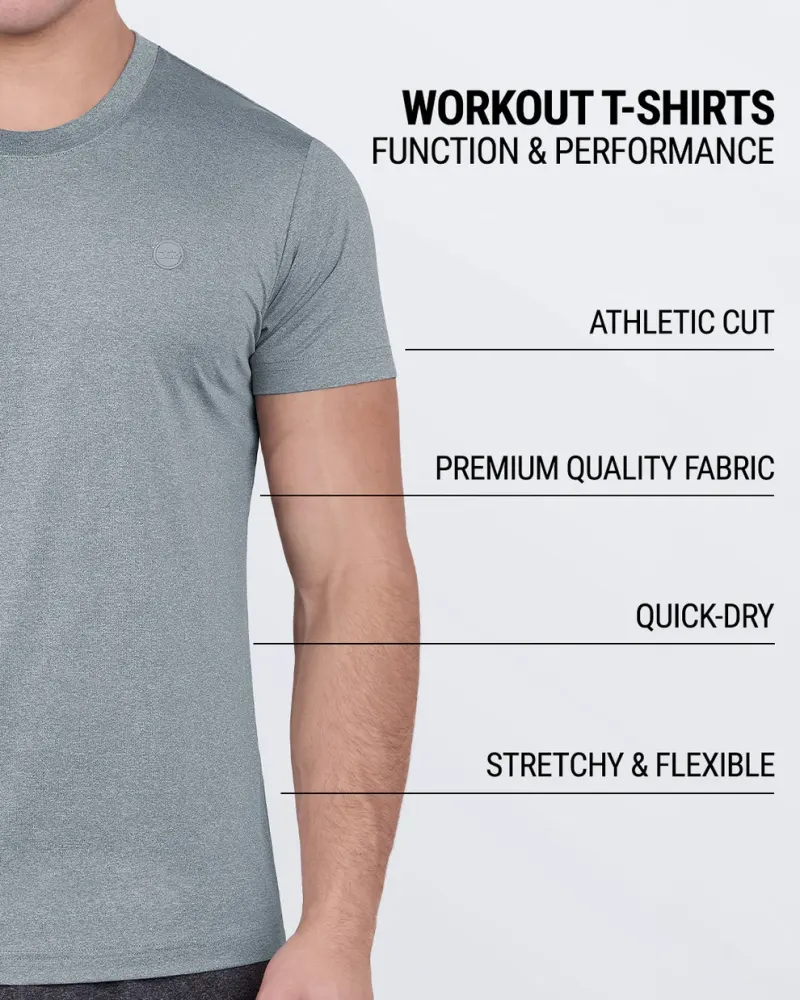 WORKOUT T-SHIRTS
FUNCTION & PERFORMANCE
ATHLETIC CUT
PREMIUM QUALITY FABRIC
QUICK-DRY
STRETCHY & FLEXIBLE